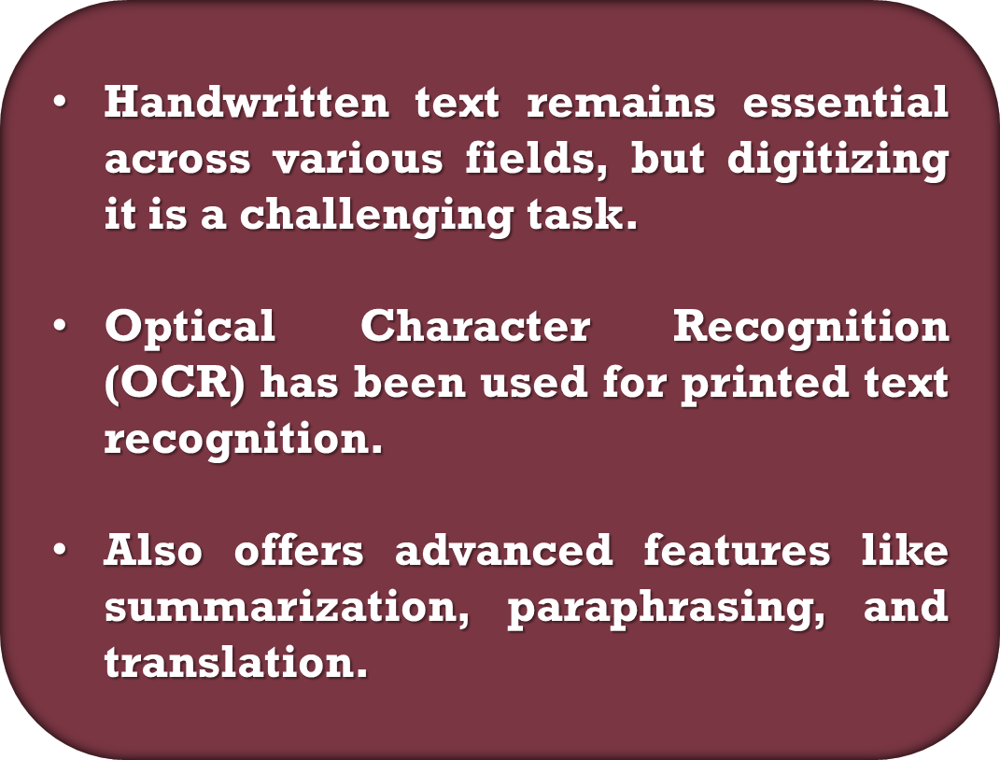 • Handwritten text remains essential
across various fields, but digitizing
it is a challenging task.
• Optical Character Recognition
(OCR) has been used for printed text
recognition.
• Also offers advanced features like
summarization, paraphrasing, and
translation.